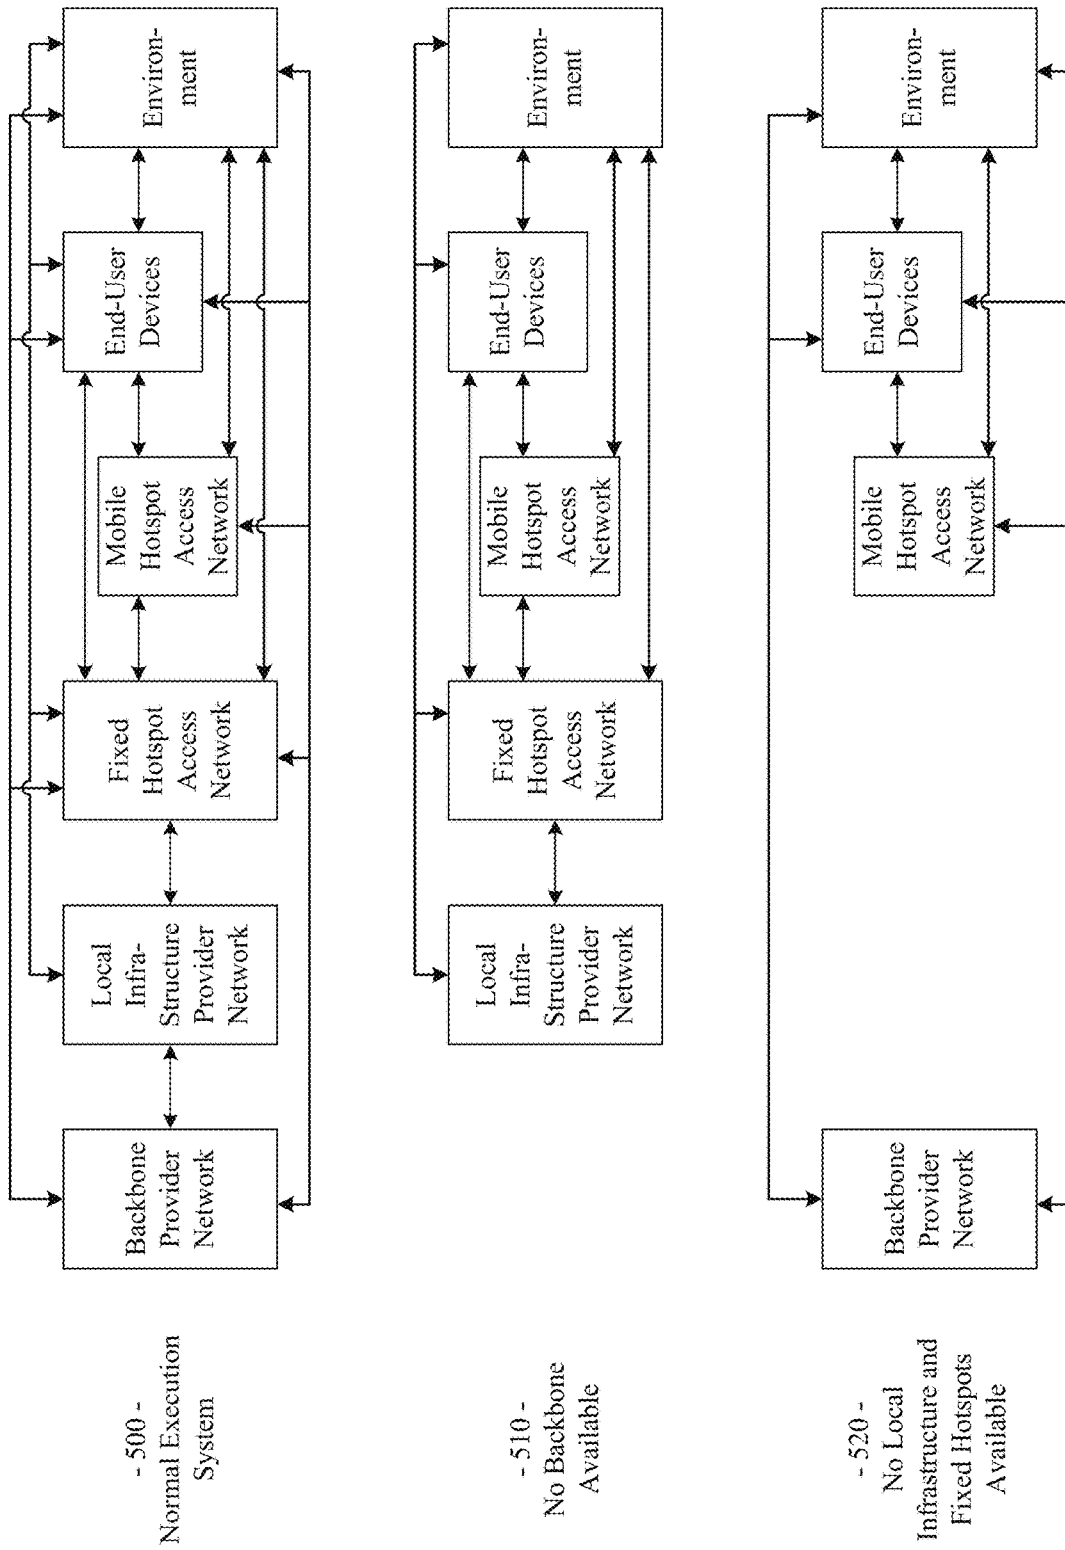 - 500 -
Normal Execution
System
Backbone
Provider
Network
Local
Infra-
Structure
Provider
Network
Fixed
Hotspot
Access
Network
Mobile
Hotspot
Access
Network
End-User
Devices
Environ-
ment
- 510 -
No Backbone
Available
Local
Infra-
Structure
Provider
Network
Fixed
Hotspot
Access
Network
Mobile
Hotspot
Access
Network
End-User
Devices
Environ-
ment
- 520 -
No Local
Infrastructure and
Fixed Hotspots
Available
Backbone
Provider
Network
Mobile
Hotspot
Access
Network
End-User
Devices
Environ-
ment